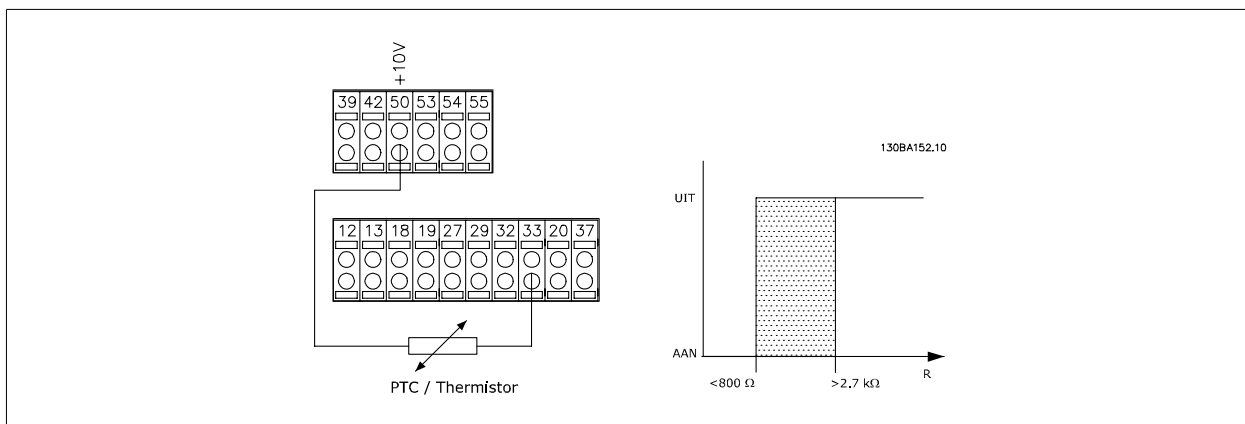 +10V
39 42 50 53 54 55
130BA152.10
UIT
12 13 18 19 27 29 32 33 20 37
AAN
<800 Ω
>2.7 kΩ
R
PTC / Thermistor